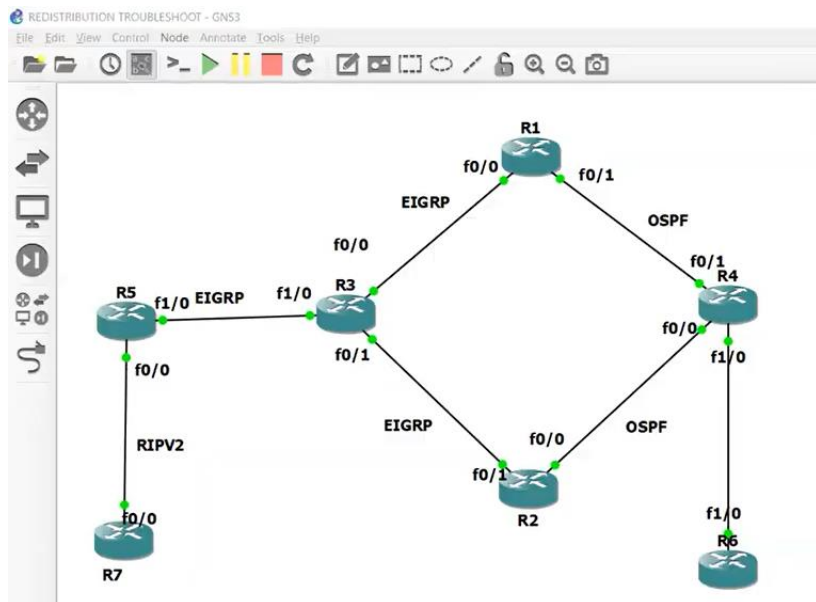 REDISTRIBUTION TROUBLESHOOT - GNS3
File Edit View Control Node Annotate Tools Help
R1
f0/0
f0/1
EIGRP
OSPF
f0/0
f0/1
R5
f1/0
EIGRP
f1/0
R3
R4
f0/0
f0/1
f0/0
f1/0
RIPV2
EIGRP
f0/0
OSPF
f0/1
f0/0
R2
f1/0
R6
R7